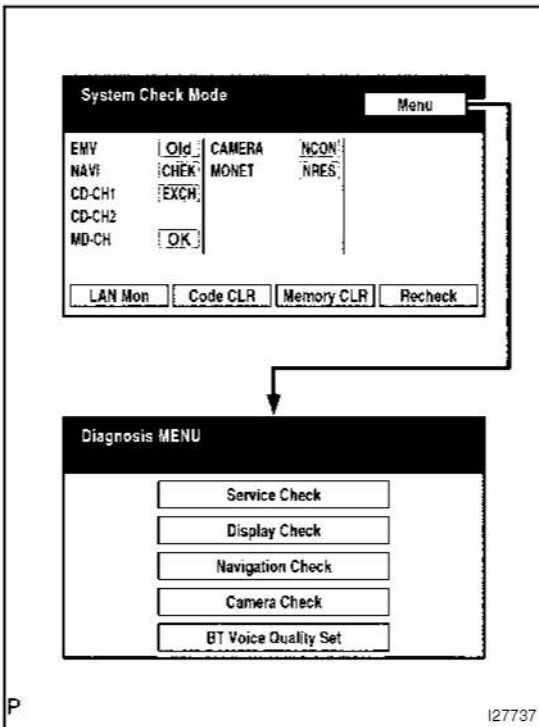 System Check Mode
Menu
EMV Old CAMERA NCON
NAVI CHEK MONET NRES
CD-CH1 EXCH
CD-CH2
MD-CH OK
LAN Mon Code CLR Memory CLR Recheck
Diagnosis MENU
Service Check
Display Check
Navigation Check
Camera Check
BT Voice Quality Set
P
I27737